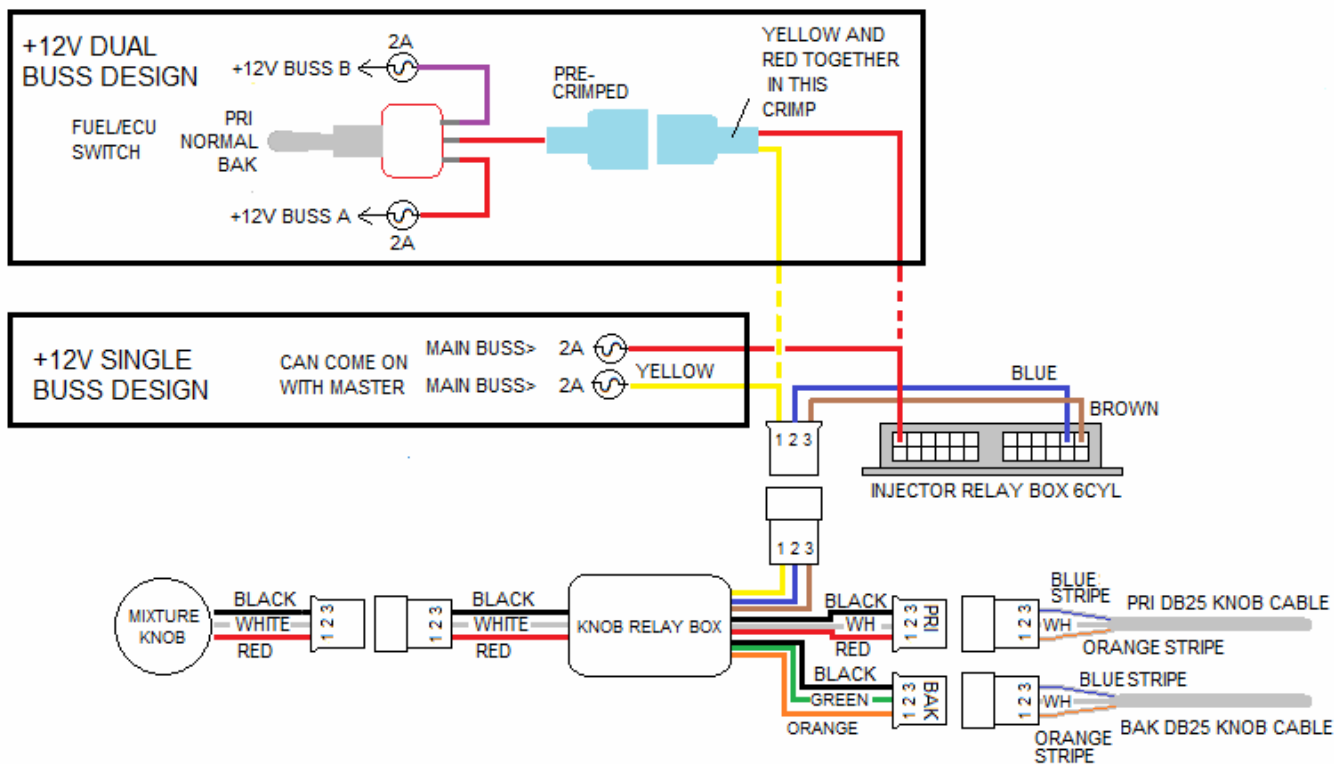 +12V DUAL
BUSS DESIGN
2A
+12V BUSS B
FUEL/ECU
SWITCH
PRI
NORMAL
BAK
+12V BUSS A
2A
PRE-
CRIMPED
YELLOW AND
RED TOGETHER
IN THIS
CRIMP
+12V SINGLE
BUSS DESIGN
CAN COME ON
WITH MASTER
MAIN BUSS> 2A
MAIN BUSS> 2A
YELLOW
BLUE
BROWN
1 2 3
INJECTOR RELAY BOX 6CYL
1 2 3
MIXTURE
KNOB
BLACK
WHITE
RED
1 2 3
1 2 3
BLACK
WHITE
RED
KNOB RELAY BOX
BLACK
WH
RED
1 2 3
PRI
1 2 3
BLUE
STRIPE
WH
ORANGE STRIPE
PRI DB25 KNOB CABLE
BLACK
GREEN
ORANGE
1 2 3
BAK
1 2 3
BLUE STRIPE
WH
ORANGE
STRIPE
BAK DB25 KNOB CABLE